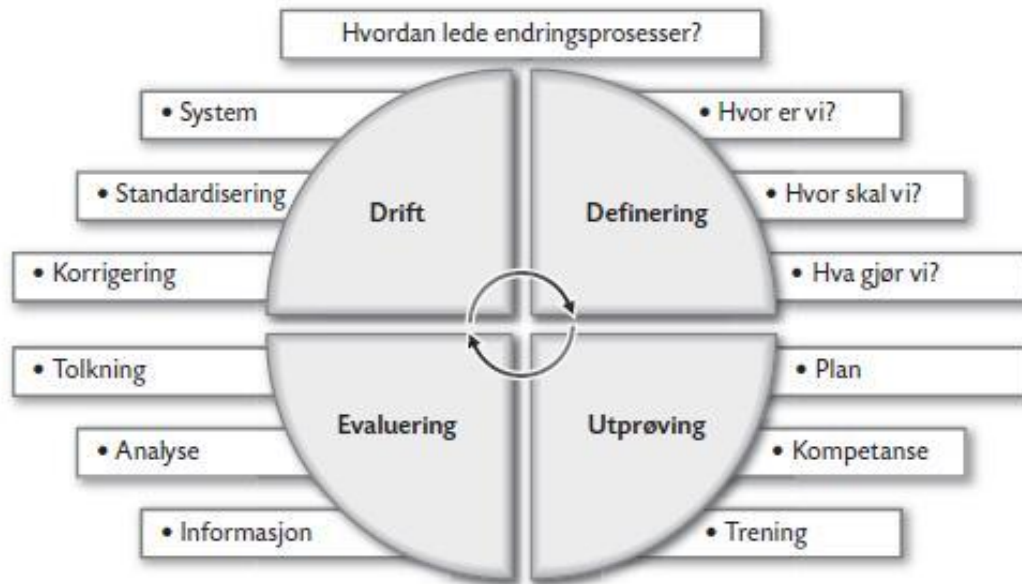 Hvordan lede endringsprosesser?
• System
• Hvor er vi?
• Standardisering
• Hvor skal vi?
Drift
Definering
• Korrigering
• Hva gjør vi?
• Tolkning
• Plan
Evaluering
Utprøving
• Analyse
• Kompetanse
• Informasjon
• Trening